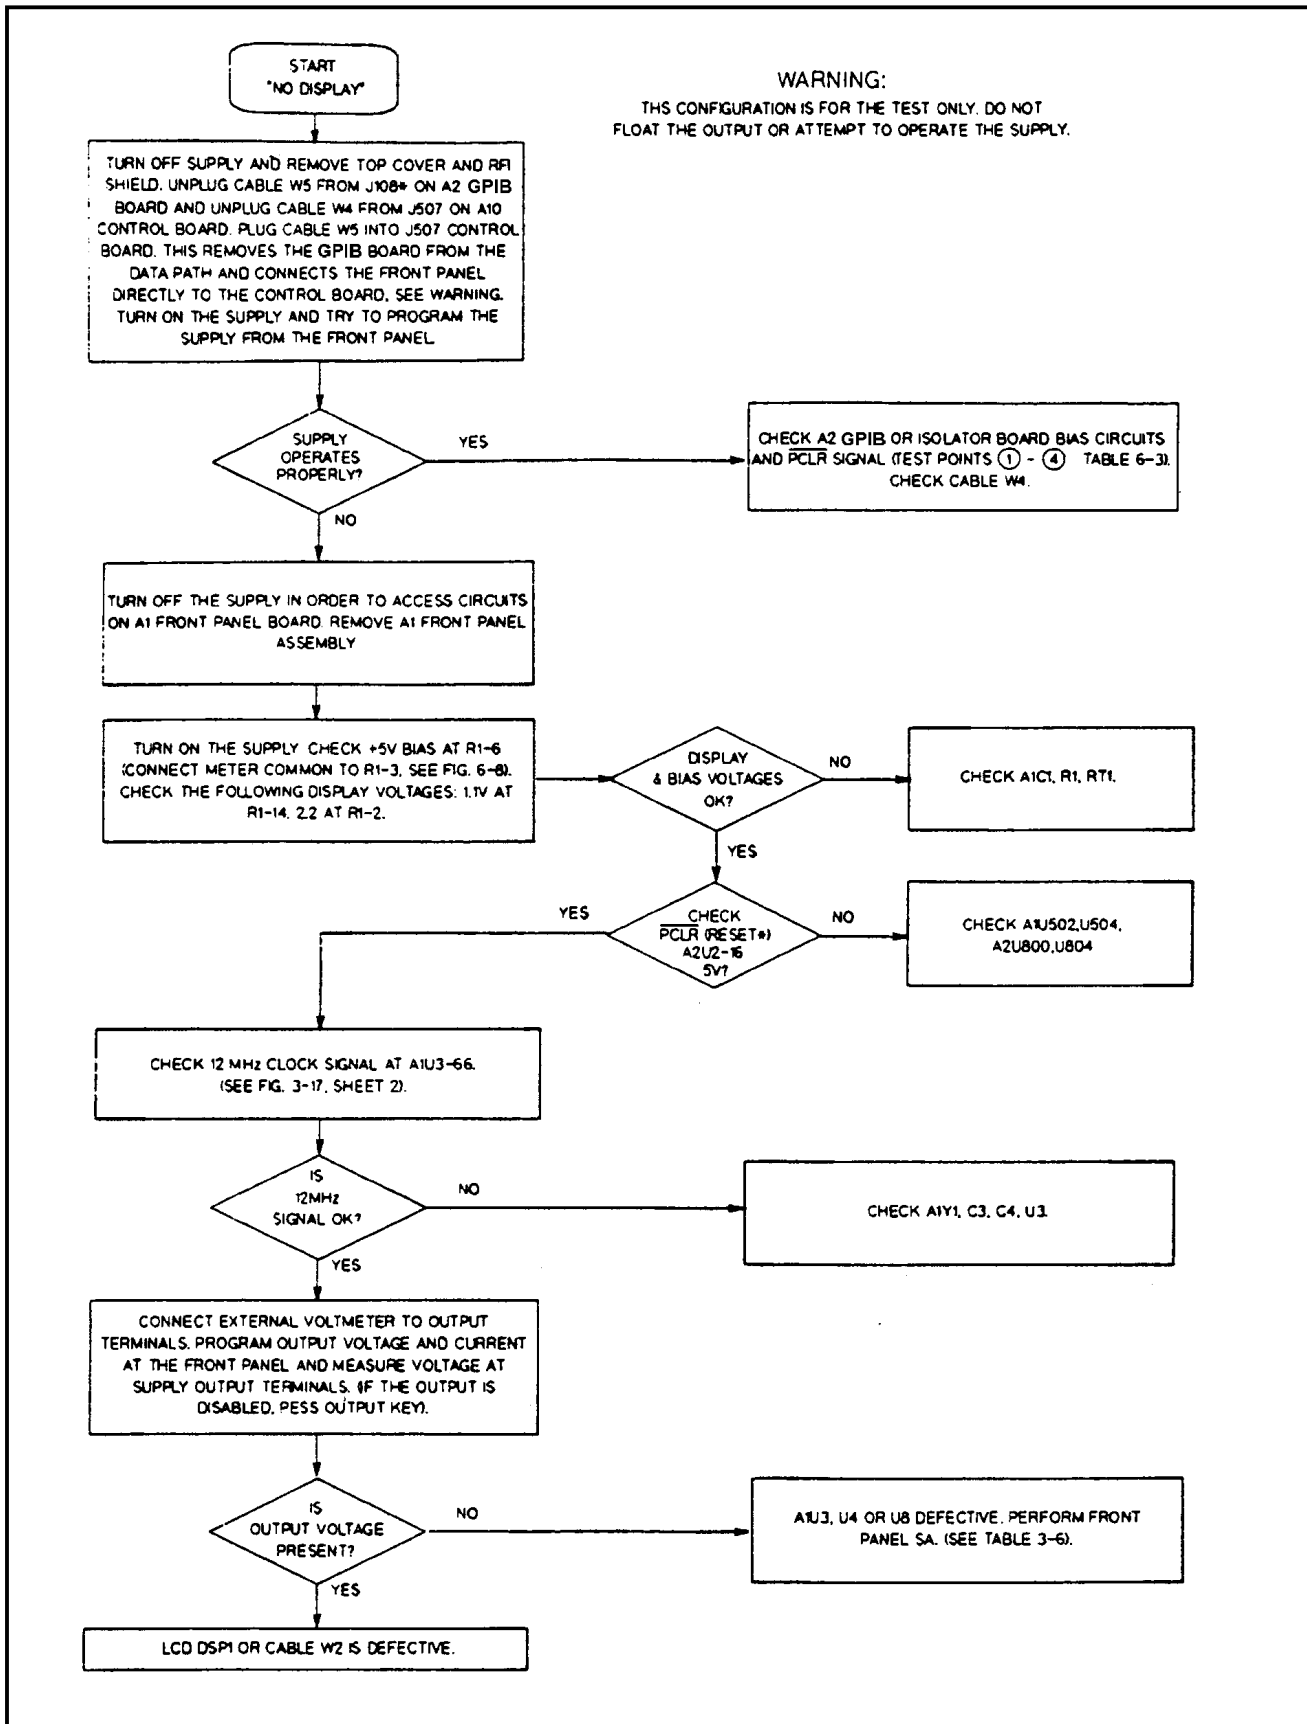 START
"NO DISPLAY"
WARNING:
THS CONFIGURATION IS FOR THE TEST ONLY. DO NOT
FLOAT THE OUTPUT OR ATTEMPT TO OPERATE THE SUPPLY.
TURN OFF SUPPLY AND REMOVE TOP COVER AND RFI
SHIELD. UNPLUG CABLE W5 FROM J108* ON A2 GPIB
BOARD AND UNPLUG CABLE W4 FROM J507 ON A10
CONTROL BOARD. PLUG CABLE W5 INTO J507 CONTROL
BOARD. THIS REMOVES THE GPIB BOARD FROM THE
DATA PATH AND CONNECTS THE FRONT PANEL
DIRECTLY TO THE CONTROL BOARD, SEE WARNING.
TURN ON THE SUPPLY AND TRY TO PROGRAM THE
SUPPLY FROM THE FRONT PANEL
SUPPLY
OPERATES
PROPERLY?
YES
CHECK A2 GPIB OR ISOLATOR BOARD BIAS CIRCUITS
AND PCLR SIGNAL (TEST POINTS 1 - 4 TABLE 6-3).
CHECK CABLE W4.
NO
TURN OFF THE SUPPLY IN ORDER TO ACCESS CIRCUITS
ON A1 FRONT PANEL BOARD. REMOVE A1 FRONT PANEL
ASSEMBLY
TURN ON THE SUPPLY CHECK +5V BIAS AT R1-6
(CONNECT METER COMMON TO R1-3, SEE FIG. 6-8).
CHECK THE FOLLOWING DISPLAY VOLTAGES: 1.1V AT
R1-14, 2.2 AT R1-2.
DISPLAY
& BIAS VOLTAGES
OK?
NO
CHECK A1C1, R1, RT1.
YES
CHECK
PCLR (RESET*)
A2U2-16
5V?
YES
NO
CHECK A1U502,U504,
A2U800,U804
CHECK 12 MHz CLOCK SIGNAL AT A1U3-66.
(SEE FIG. 3-17, SHEET 2).
IS
12MHz
SIGNAL OK?
NO
CHECK A1Y1, C3, C4, U3.
YES
CONNECT EXTERNAL VOLTMETER TO OUTPUT
TERMINALS. PROGRAM OUTPUT VOLTAGE AND CURRENT
AT THE FRONT PANEL AND MEASURE VOLTAGE AT
SUPPLY OUTPUT TERMINALS. (IF THE OUTPUT IS
DISABLED, PESS OUTPUT KEY).
IS
OUTPUT VOLTAGE
PRESENT?
NO
A1U3, U4 OR U8 DEFECTIVE. PERFORM FRONT
PANEL SA. (SEE TABLE 3-6).
YES
LCD DSP1 OR CABLE W2 IS DEFECTIVE.